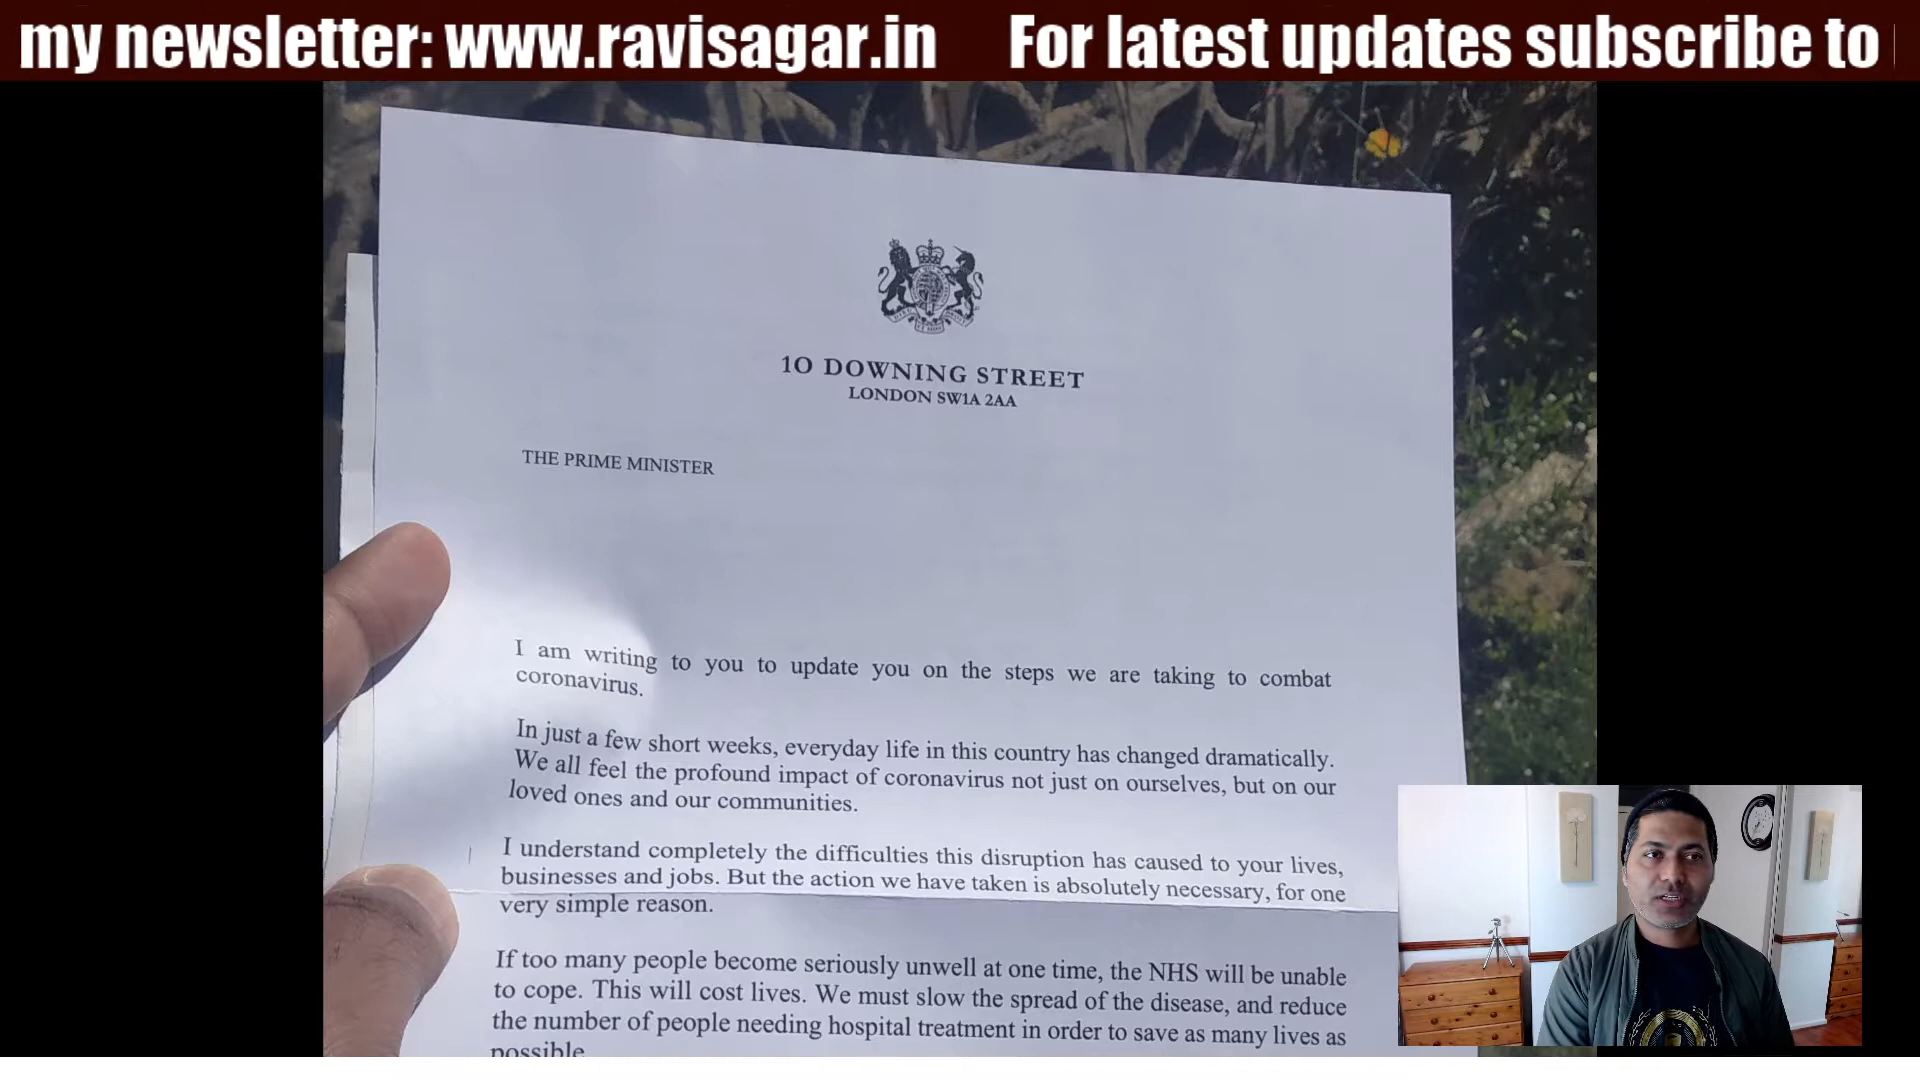 my newsletter: www.ravisagar.in For latest updates subscribe to
10 DOWNING STREET
LONDON SW1A 2AA
THE PRIME MINISTER
I am writing to you to update you on the steps we are taking to combat
coronavirus.
In just a few short weeks, everyday life in this country has changed dramatically.
We all feel the profound impact of coronavirus not just on ourselves, but on our
loved ones and our communities.
I understand completely the difficulties this disruption has caused to your lives,
businesses and jobs. But the action we have taken is absolutely necessary, for one
very simple reason.
If too many people become seriously unwell at one time, the NHS will be unable
to cope. This will cost lives. We must slow the spread of the disease, and reduce
the number of people needing hospital treatment in order to save as many lives as
possible.